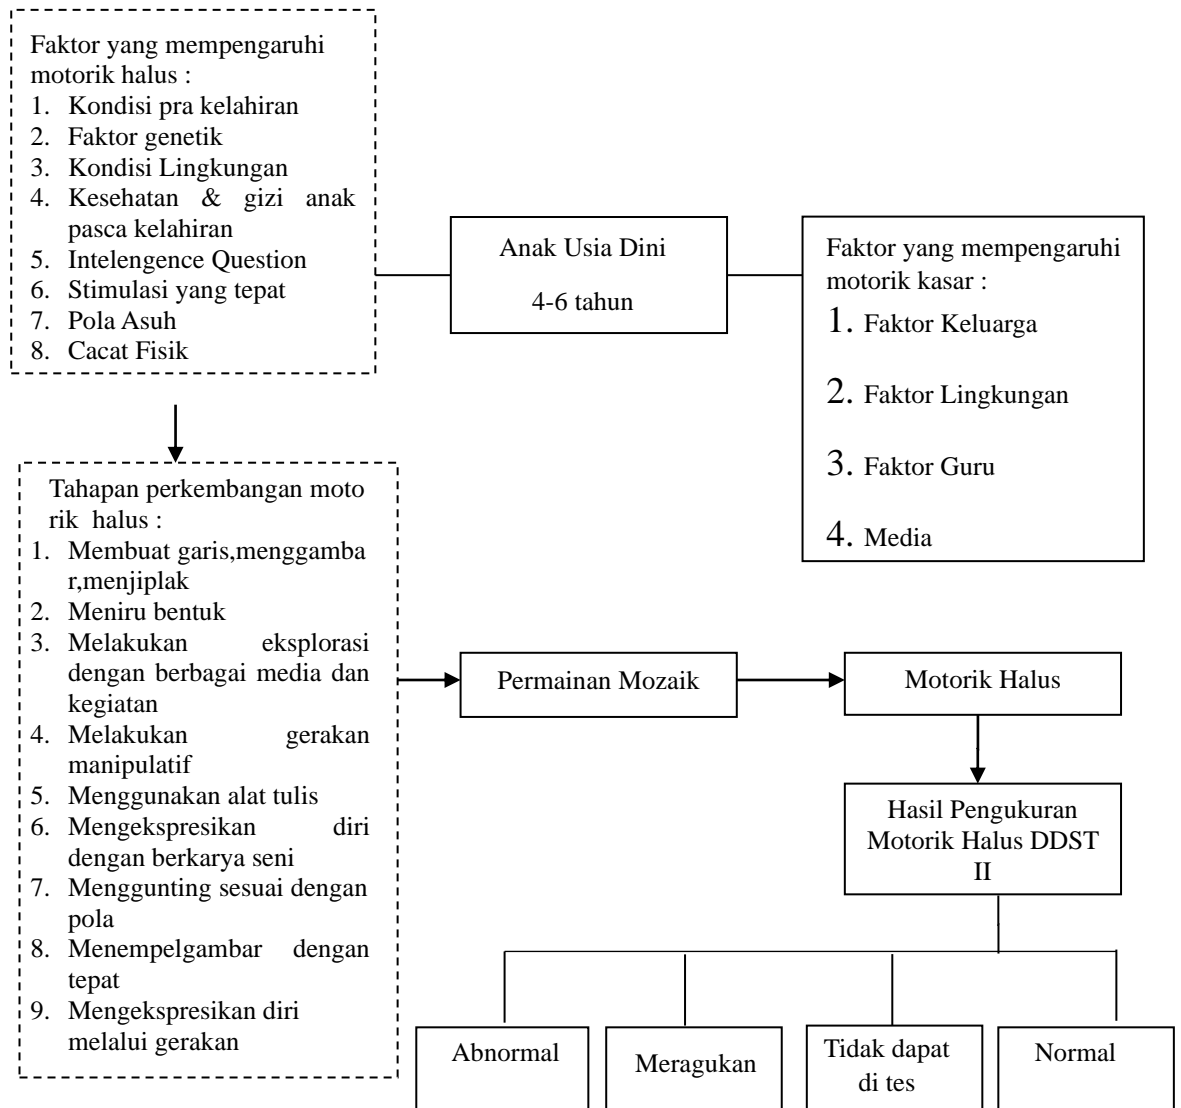 Faktor yang mempengaruhi
motorik halus :
1. Kondisi pra kelahiran
2. Faktor genetik
3. Kondisi Lingkungan
4. Kesehatan & gizi anak
pasca kelahiran
5. Intelengence Question
6. Stimulasi yang tepat
7. Pola Asuh
8. Cacat Fisik
Anak Usia Dini
4-6 tahun
Faktor yang mempengaruhi
motorik kasar :
1. Faktor Keluarga
2. Faktor Lingkungan
3. Faktor Guru
4. Media
Tahapan perkembangan moto
rik halus :
1. Membuat garis,menggamba
r,menjiplak
2. Meniru bentuk
3. Melakukan eksplorasi
dengan berbagai media dan
kegiatan
4. Melakukan gerakan
manipulatif
5. Menggunakan alat tulis
6. Mengekspresikan diri
dengan berkarya seni
7. Menggunting sesuai dengan
pola
8. Menempelgambar dengan
tepat
9. Mengekspresikan diri
melalui gerakan
Permainan Mozaik
Motorik Halus
Hasil Pengukuran
Motorik Halus DDST
II
Abnormal
Meragukan
Tidak dapat
di tes
Normal